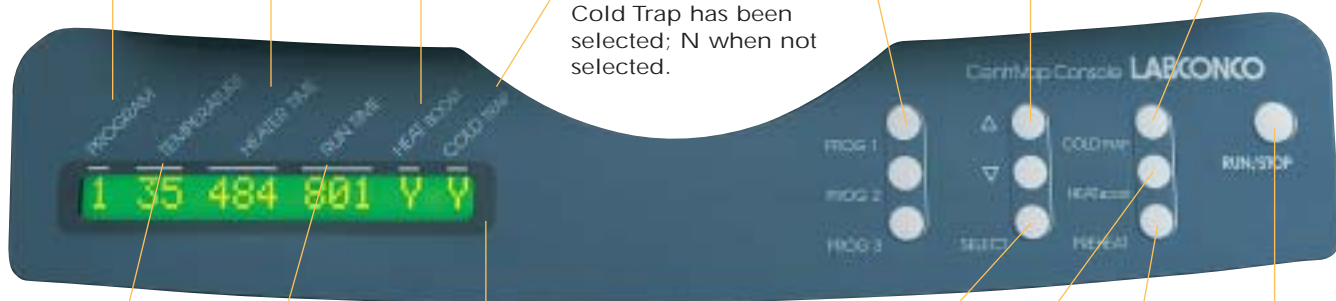 Cold Trap has been
selected; N when not
selected.
CentriVap Console LABCONCO
PROGRAM
TEMPERATURE
HEATER TIME
RUN TIME
HEAT BOOST
COLD TRAP
1 35 484 801 Y Y
PROG 1
PROG 2
PROG 3
SELECT
COLD TRAP
HEAT BOOST
PREHEAT
RUN/STOP